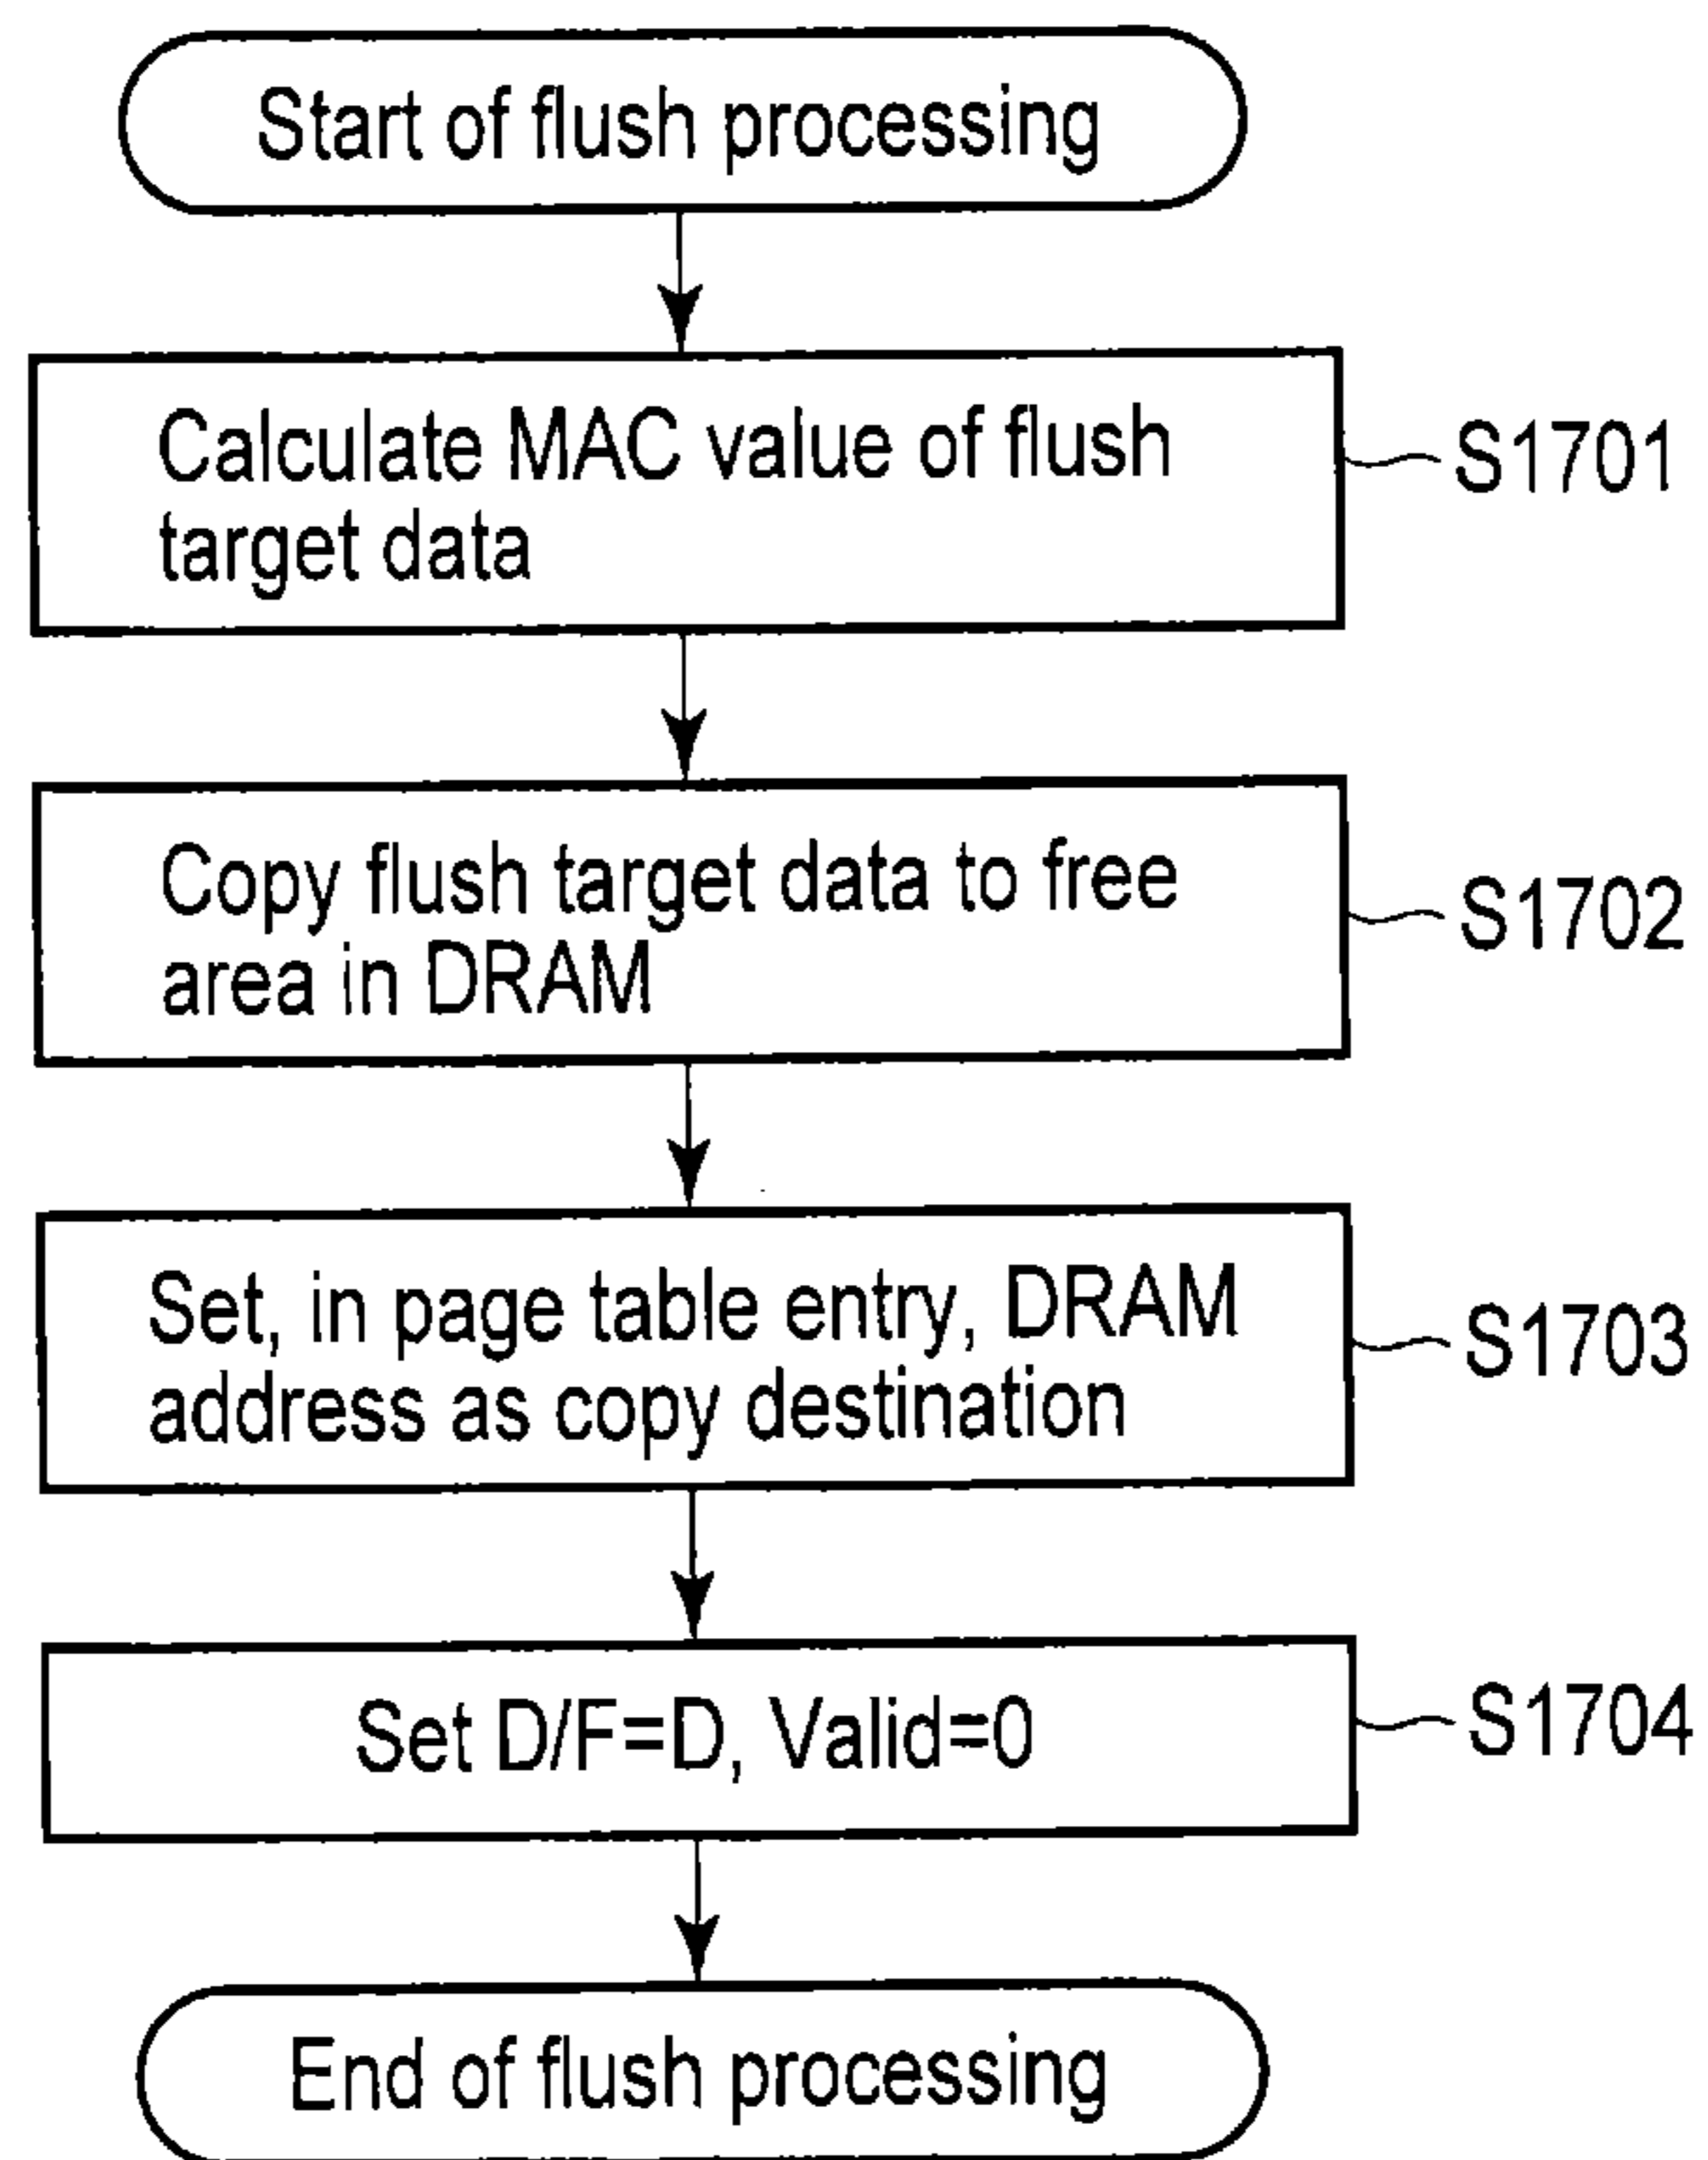 Start of flush processing
Calculate MAC value of flush
target data
S1701
Copy flush target data to free
area in DRAM
S1702
Set, in page table entry, DRAM
address as copy destination
S1703
Set D/F=D, Valid=0
S1704
End of flush processing